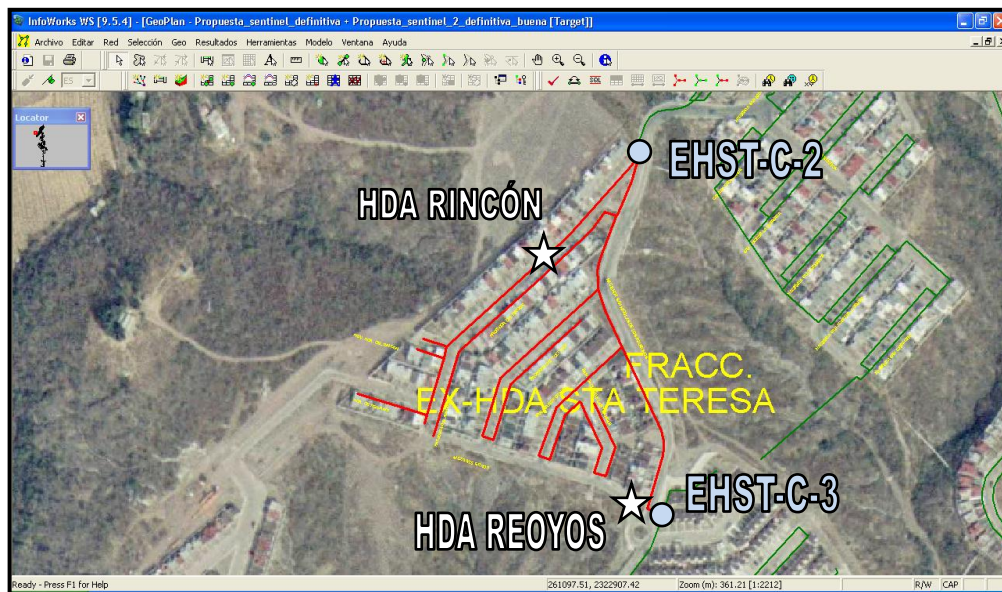 InfoWorks WS [9.5.4] - [GeoPlan - Propuesta_sentinel_definitiva + Propuesta_sentinel_2_definitiva_buena [Target]]
Archivo Editar Red Selección Geo Resultados Herramientas Modelo Ventana Ayuda
ES
Locator
EHST-C-2
HDA RINCÓN
FRACC.
EX-HDA STA TERESA
EHST-C-3
HDA REOYOS
Ready - Press F1 for Help
261097.51, 2322907.42
Zoom (m): 361.21 [1:2212]
R/W
CAP